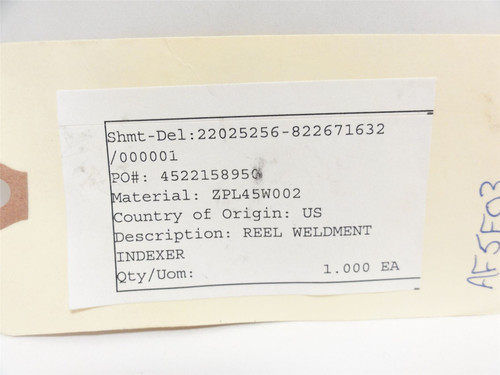 Shmt-Del:22025256-822671632
/000001
PO#: 4522158950
Material: ZPL45W002
Country of Origin: US
Description: REEL WELDMENT
INDEXER
Qty/Uom: 1.000 EA
AF5F03